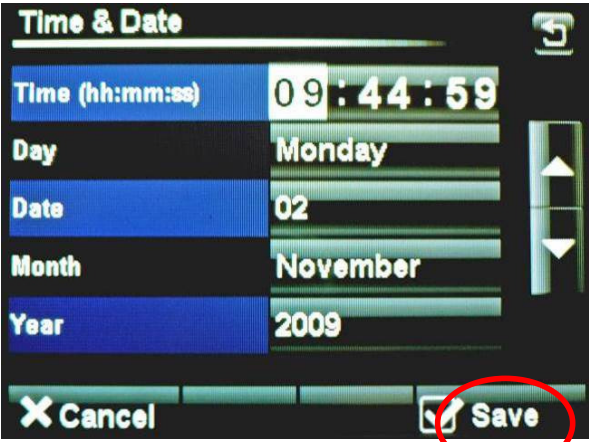 Time & Date
Time (hh:mm:ss) 09:44:59
Day Monday
Date 02
Month November
Year 2009
Cancel Save